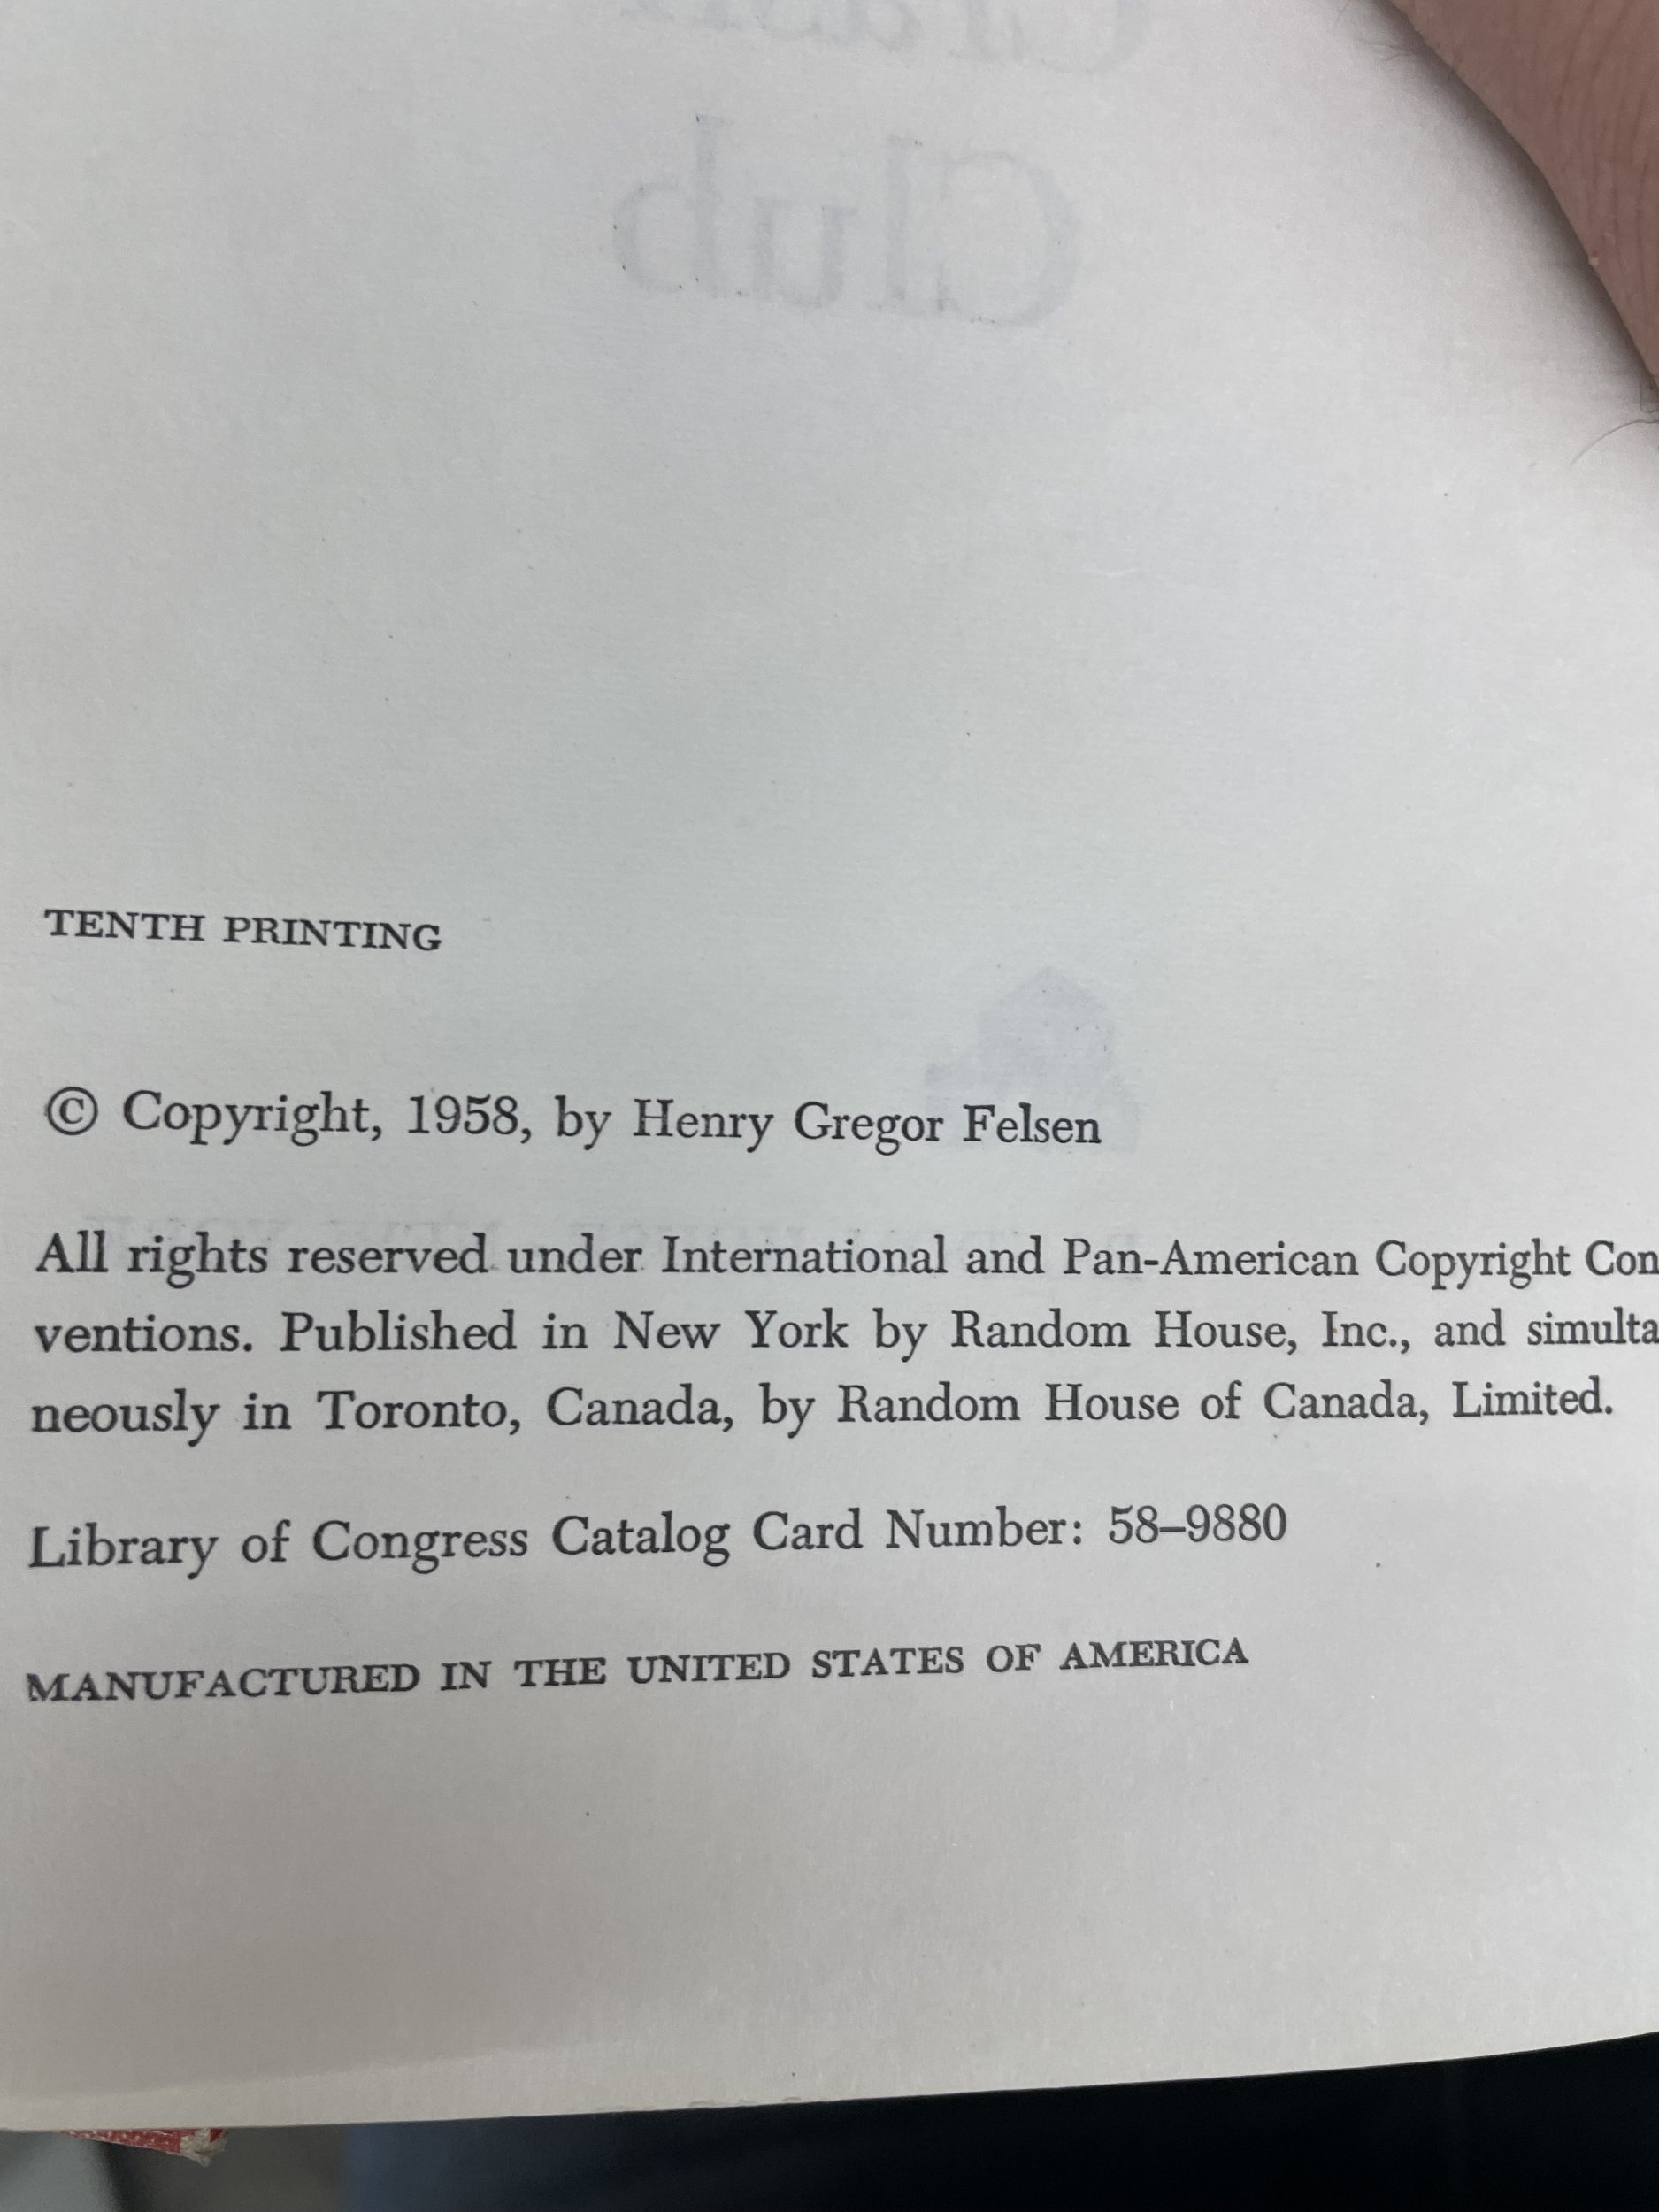 Club
TENTH PRINTING
© Copyright, 1958, by Henry Gregor Felsen
All rights reserved under International and Pan-American Copyright Con
ventions. Published in New York by Random House, Inc., and simulta
neously in Toronto, Canada, by Random House of Canada, Limited.
Library of Congress Catalog Card Number: 58–9880
MANUFACTURED IN THE UNITED STATES OF AMERICA